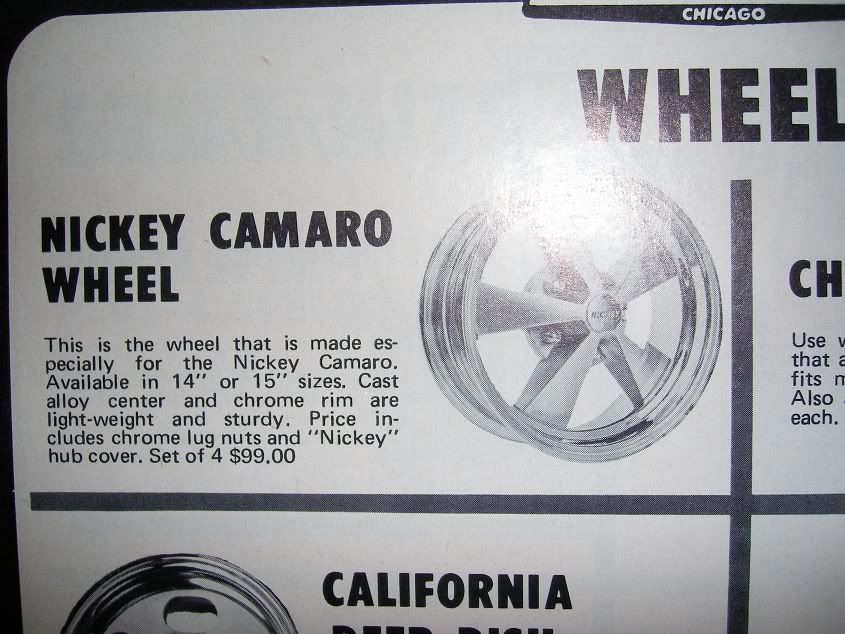 CHICAGO
WHEEL
NICKEY CAMARO
WHEEL
This is the wheel that is made es-
pecially for the Nickey Camaro.
Available in 14" or 15" sizes. Cast
alloy center and chrome rim are
light-weight and sturdy. Price in-
cludes chrome lug nuts and "Nickey"
hub cover. Set of 4 $99.00
NICKEY
CH
Use w
that a
fits m
Also
each.
CALIFORNIA
DEEP DISH